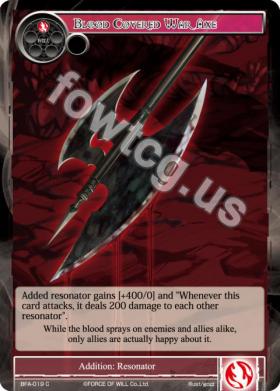 Blood Covered War Axe
WILL
fowtcg.us
Added resonator gains [+400/0] and "Whenever this
card attacks, it deals 200 damage to each other
resonator".
While the blood sprays on enemies and allies alike,
only allies are actually happy about it.
Addition: Resonator
BFA-019 C
©FORCE OF WILL Co.,Ltd.